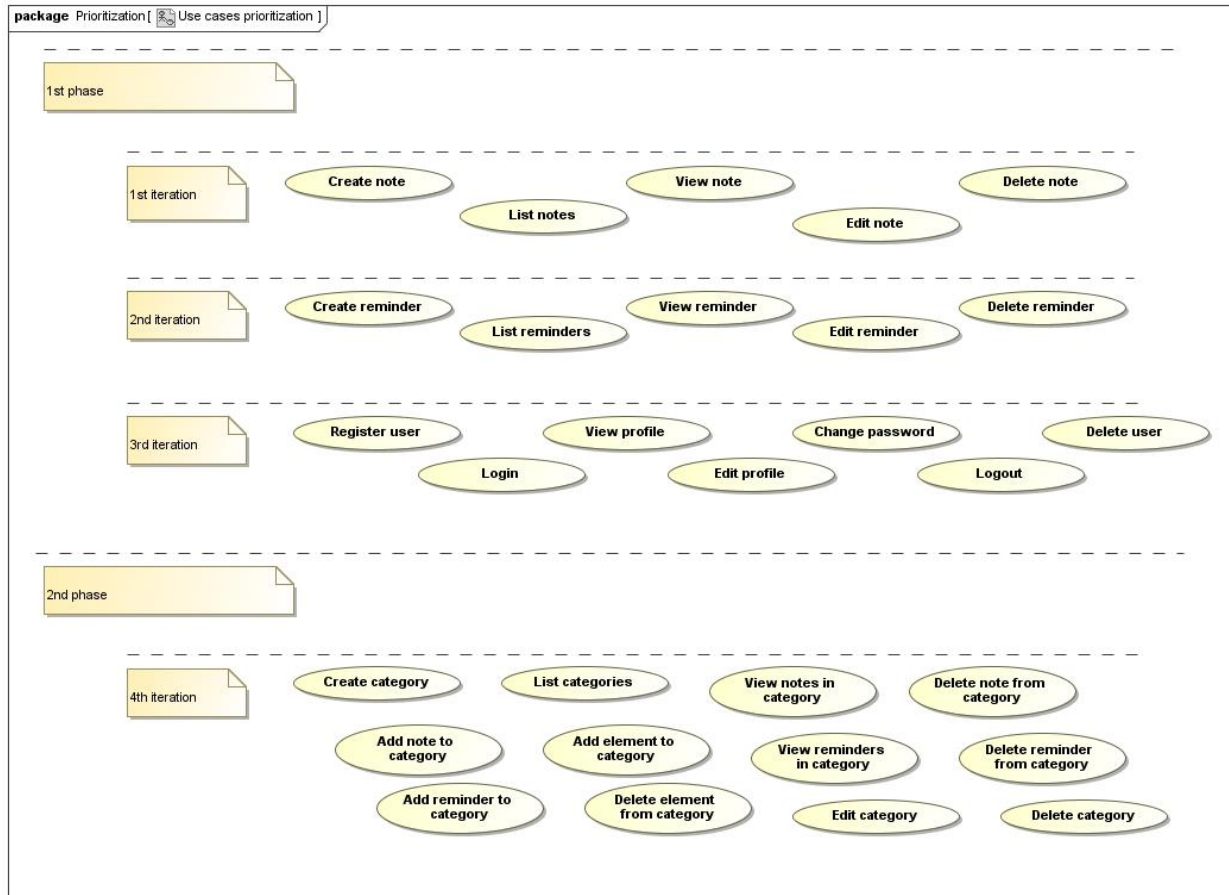 package Prioritization [ Use cases prioritization ]
1st phase
1st iteration
Create note
List notes
View note
Edit note
Delete note
2nd iteration
Create reminder
List reminders
View reminder
Edit reminder
Delete reminder
3rd iteration
Register user
Login
View profile
Edit profile
Change password
Logout
Delete user
2nd phase
4th iteration
Create category
List categories
View notes in
category
Delete note from
category
Add note to
category
Add element to
category
View reminders
in category
Delete reminder
from category
Add reminder to
category
Delete element
from category
Edit category
Delete category